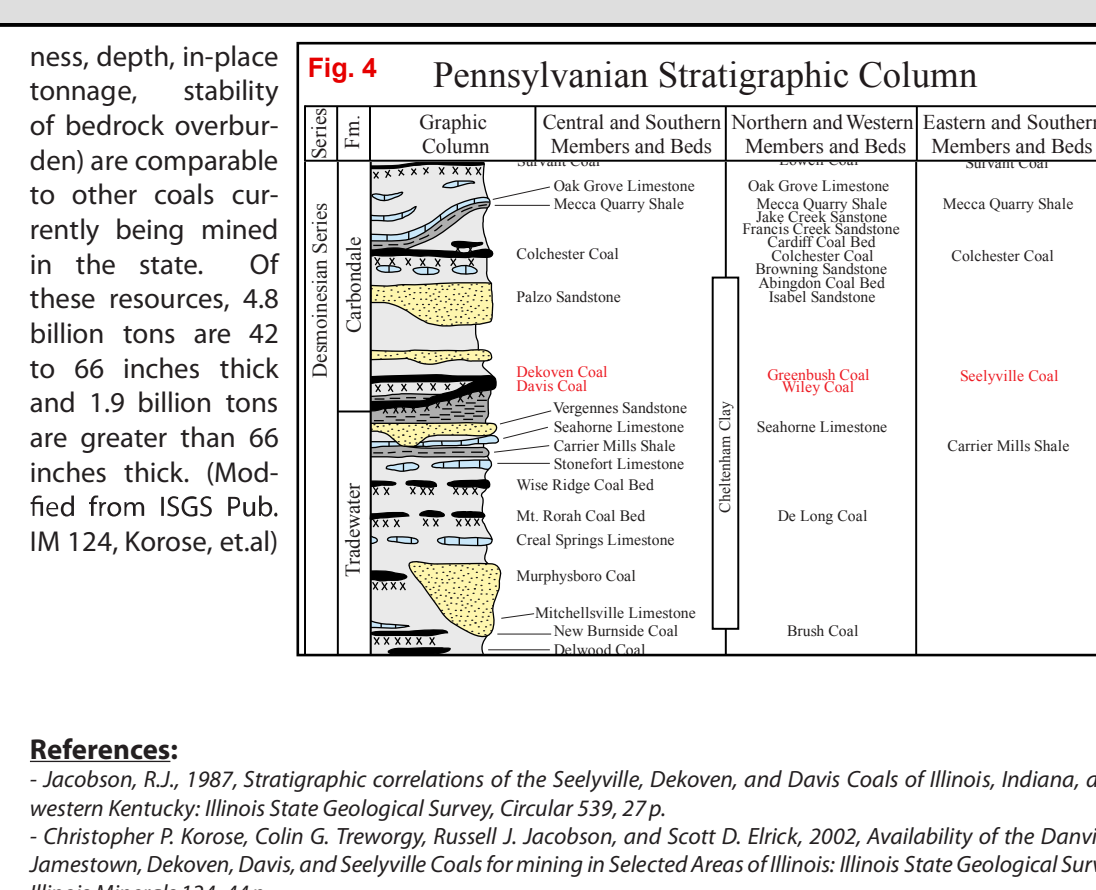 ness, depth, in-place
tonnage, stability
of bedrock overbur-
den) are comparable
to other coals cur-
rently being mined
in the state. Of
these resources, 4.8
billion tons are 42
to 66 inches thick
and 1.9 billion tons
are greater than 66
inches thick. (Mod-
fied from ISGS Pub.
IM 124, Korose, et.al)
Fig. 4
Pennsylvanian Stratigraphic Column
Series
Fm.
Graphic
Column
Central and Southern
Members and Beds
Northern and Western
Members and Beds
Eastern and Southern
Members and Beds
Desmoinesian Series
Carbondale
Tradewater
Survant Coal
Oak Grove Limestone
Mecca Quarry Shale
Colchester Coal
Palzo Sandstone
Dekoven Coal
Davis Coal
Vergennes Sandstone
Seahorne Limestone
Carrier Mills Shale
Stonefort Limestone
Wise Ridge Coal Bed
Mt. Rorah Coal Bed
Creal Springs Limestone
Murphysboro Coal
Mitchellsville Limestone
New Burnside Coal
Delwood Coal
Cheltenham Clay
Lowell Coal
Oak Grove Limestone
Mecca Quarry Shale
Jake Creek Sanstone
Francis Creek Sandstone
Cardiff Coal Bed
Colchester Coal
Browning Sandstone
Abingdon Coal Bed
Isabel Sandstone
Greenbush Coal
Wiley Coal
Seahorne Limestone
De Long Coal
Brush Coal
Survant Coal
Mecca Quarry Shale
Colchester Coal
Seelyville Coal
Carrier Mills Shale
References:
- Jacobson, R.J., 1987, Stratigraphic correlations of the Seelyville, Dekoven, and Davis Coals of Illinois, Indiana, a
western Kentucky: Illinois State Geological Survey, Circular 539, 27 p.
- Christopher P. Korose, Colin G. Treworgy, Russell J. Jacobson, and Scott D. Elrick, 2002, Availability of the Danvi
Jamestown, Dekoven, Davis, and Seelyville Coals for mining in Selected Areas of Illinois: Illinois State Geological Surv
Illinois Minerals 124, 44 p.